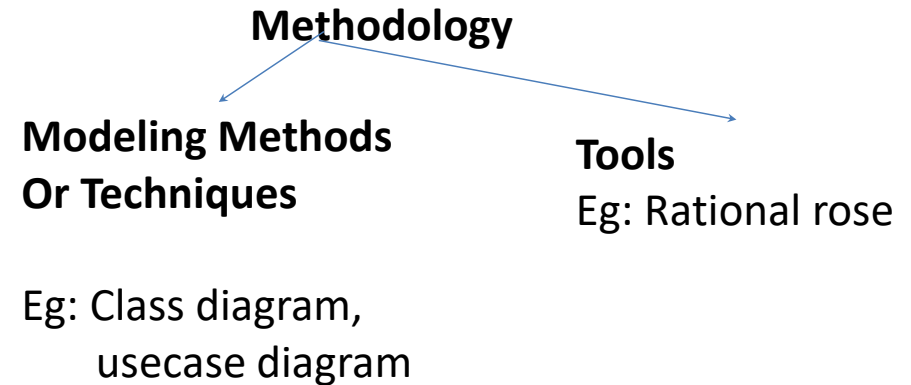 Methodology
Modeling Methods
Or Techniques
Eg: Class diagram,
usecase diagram
Tools
Eg: Rational rose